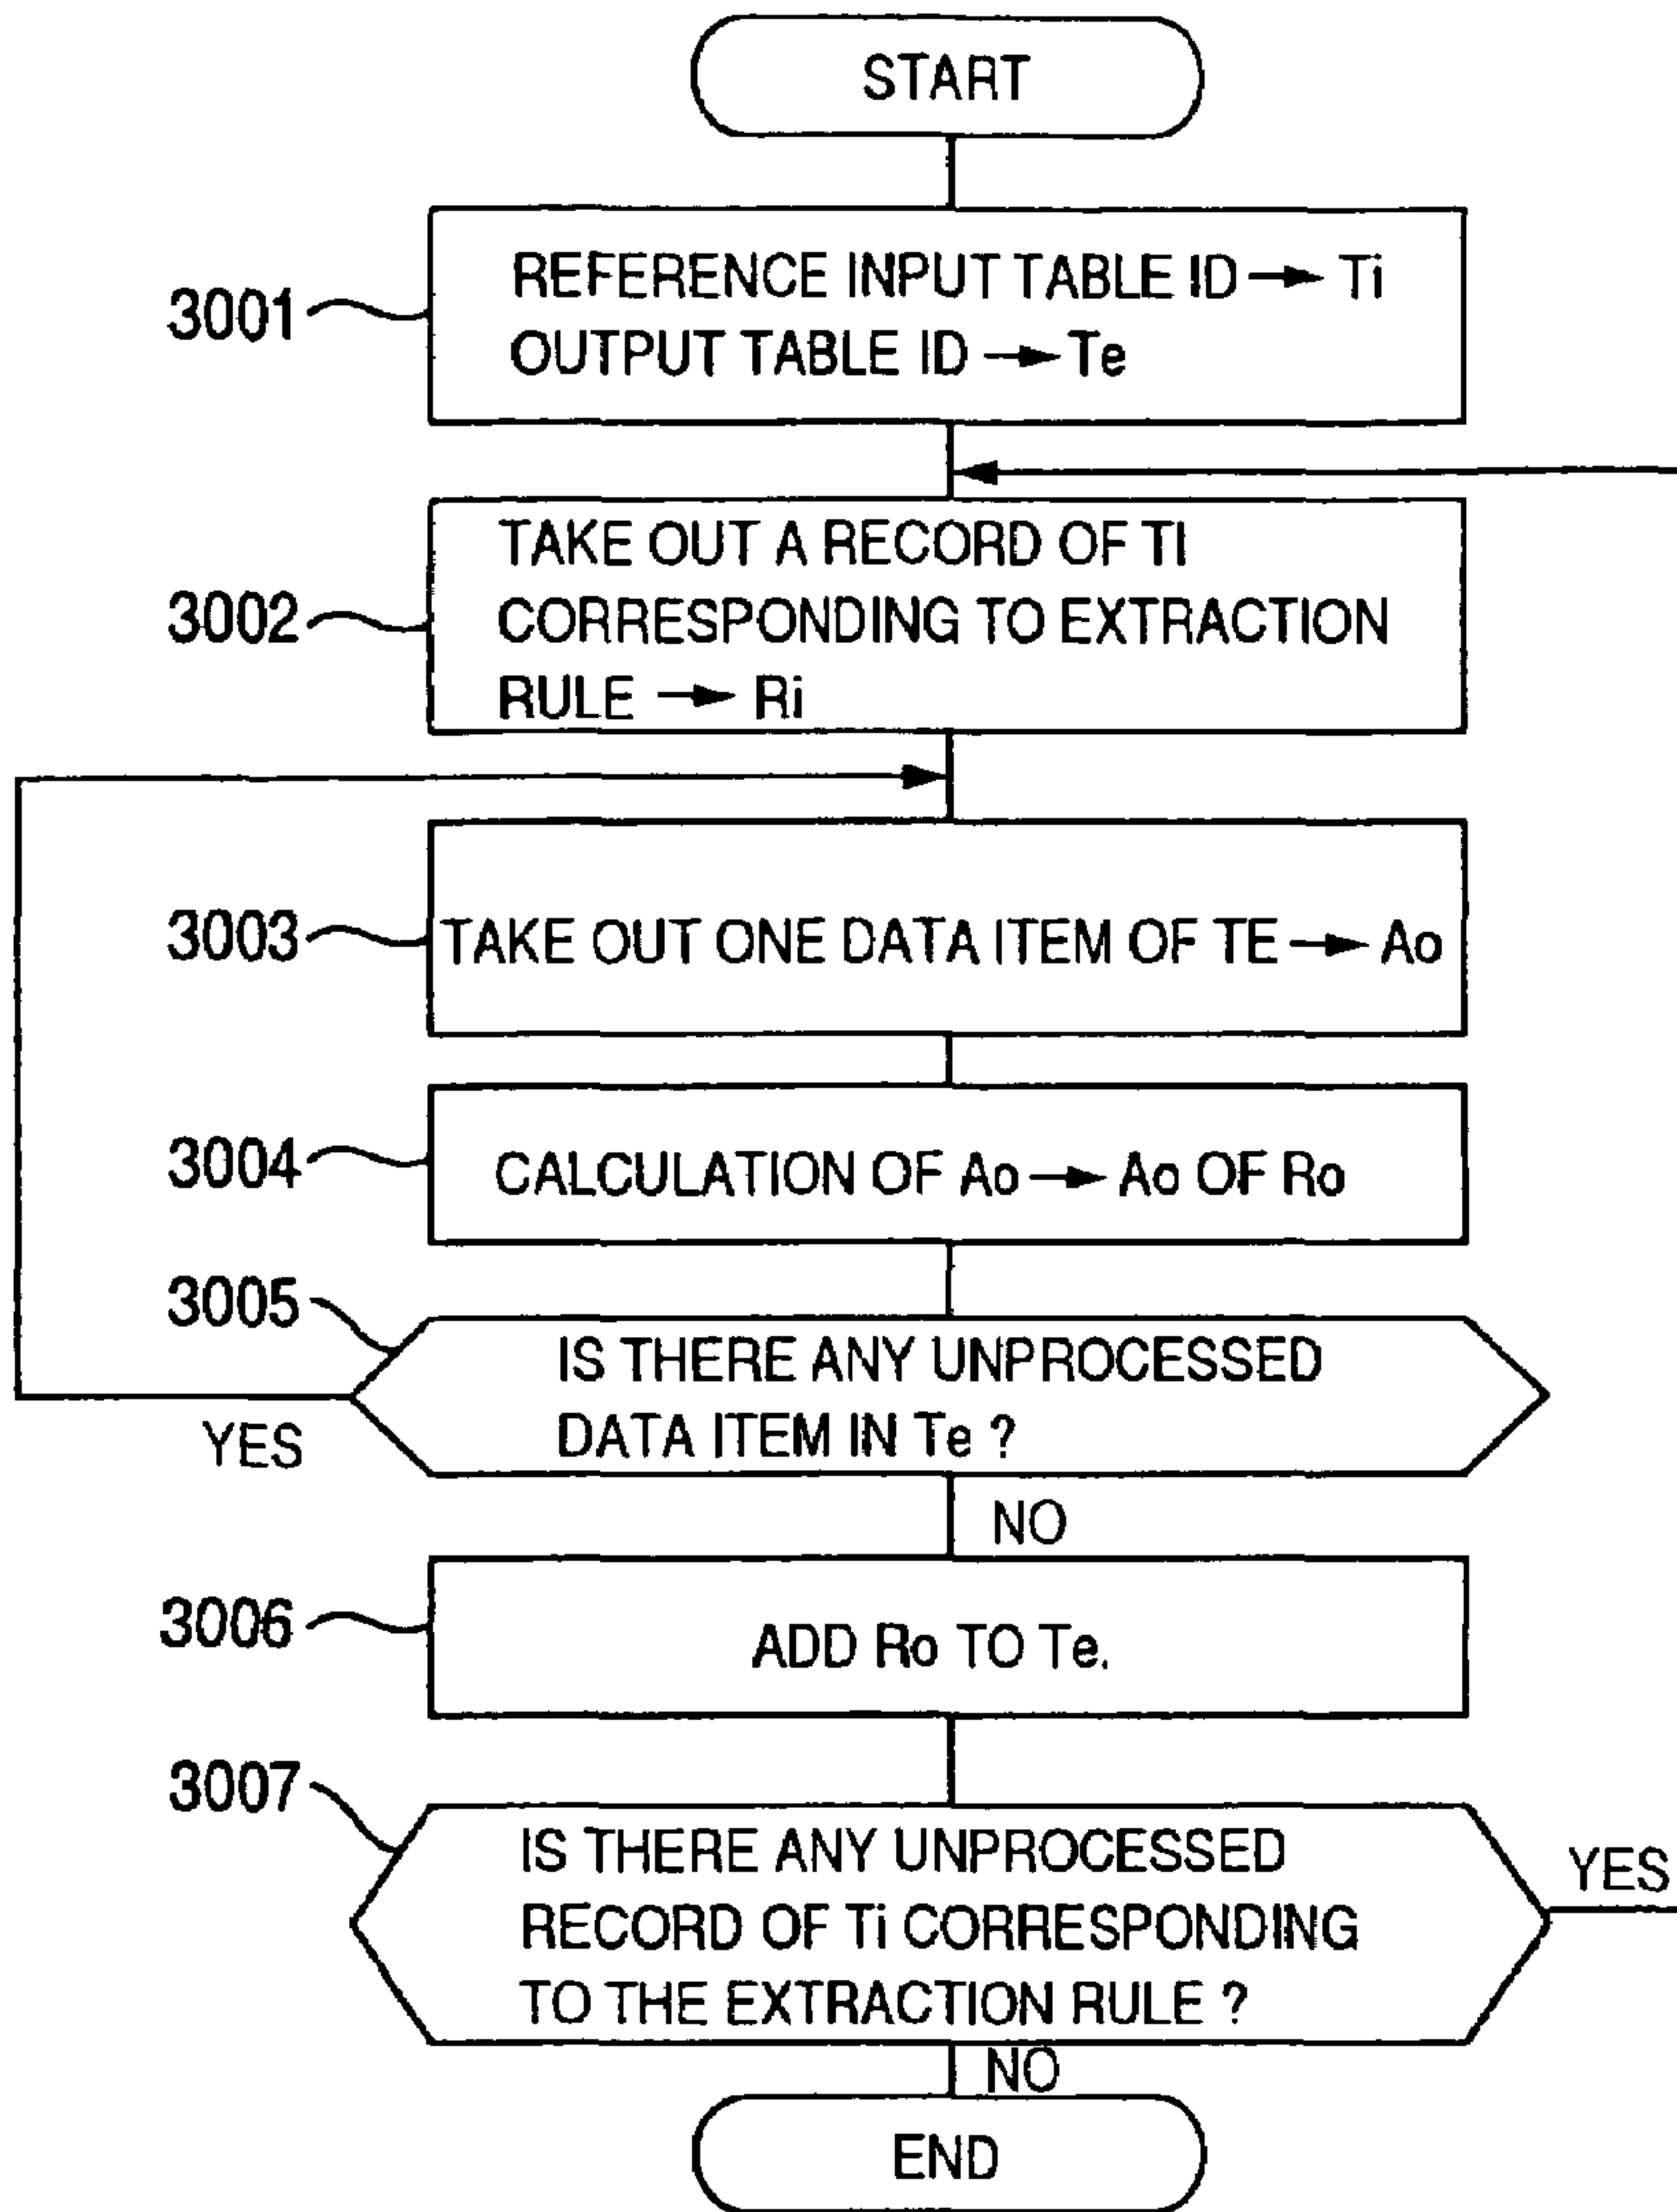 START
3001
REFERENCE INPUT TABLE ID → Ti
OUTPUT TABLE ID → Te
3002
TAKE OUT A RECORD OF TI
CORRESPONDING TO EXTRACTION
RULE → Ri
3003
TAKE OUT ONE DATA ITEM OF TE → Ao
3004
CALCULATION OF Ao → Ao OF Ro
3005
IS THERE ANY UNPROCESSED
DATA ITEM IN Te ?
YES
NO
3006
ADD Ro TO Te.
3007
IS THERE ANY UNPROCESSED
RECORD OF Ti CORRESPONDING
TO THE EXTRACTION RULE ?
YES
NO
END